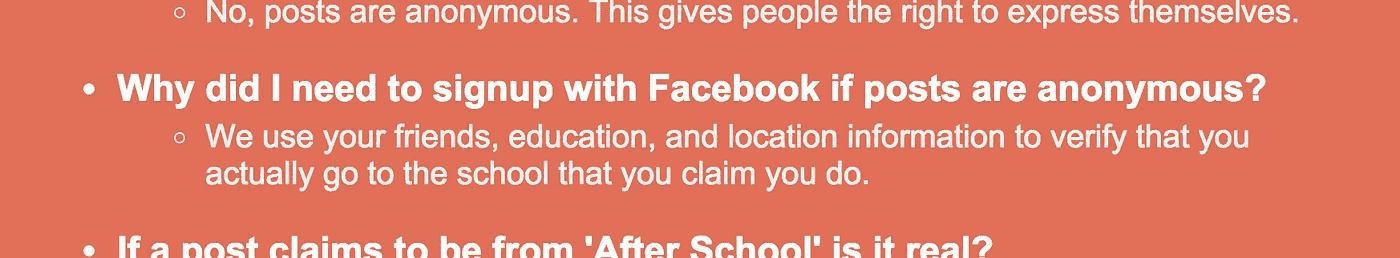 No, posts are anonymous. This gives people the right to express themselves.
Why did I need to signup with Facebook if posts are anonymous?
We use your friends, education, and location information to verify that you
actually go to the school that you claim you do.
If a post claims to be from 'After School' is it real?